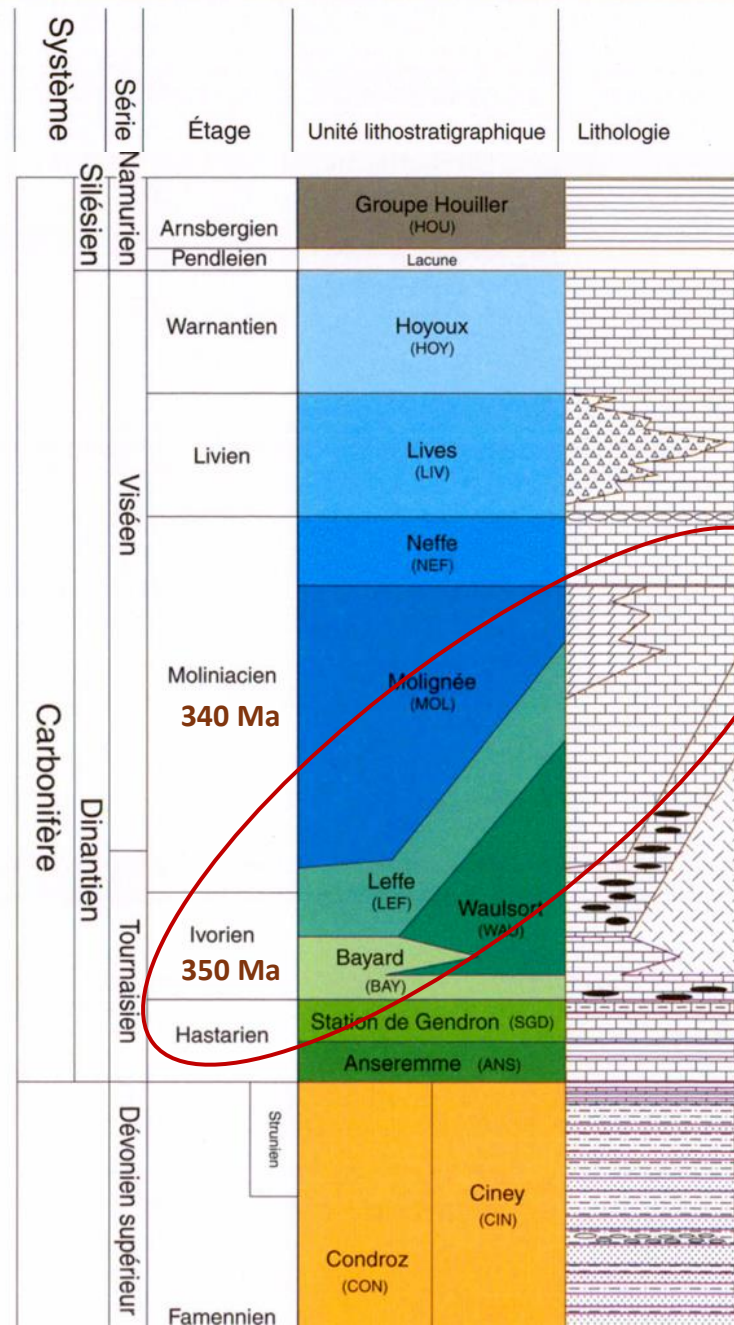 Système
Série
Étage
Unité lithostratigraphique
Lithologie
Carbonifère
Silésien
Namurien
Arnsbergien
Groupe Houiller
(HOU)
Pendleien
Lacune
Dinantien
Viséen
Warnantien
Hoyoux
(HOY)
Livien
Lives
(LIV)
Neffe
(NEF)
Moliniacien
340 Ma
Molignée
(MOL)
Tournaisien
Leffe
(LEF)
Waulsort
(WAU)
Ivorien
350 Ma
Bayard
(BAY)
Hastarien
Station de Gendron (SGD)
Anseremme (ANS)
Dévonien supérieur
Strunien
Famennien
Condroz
(CON)
Ciney
(CIN)